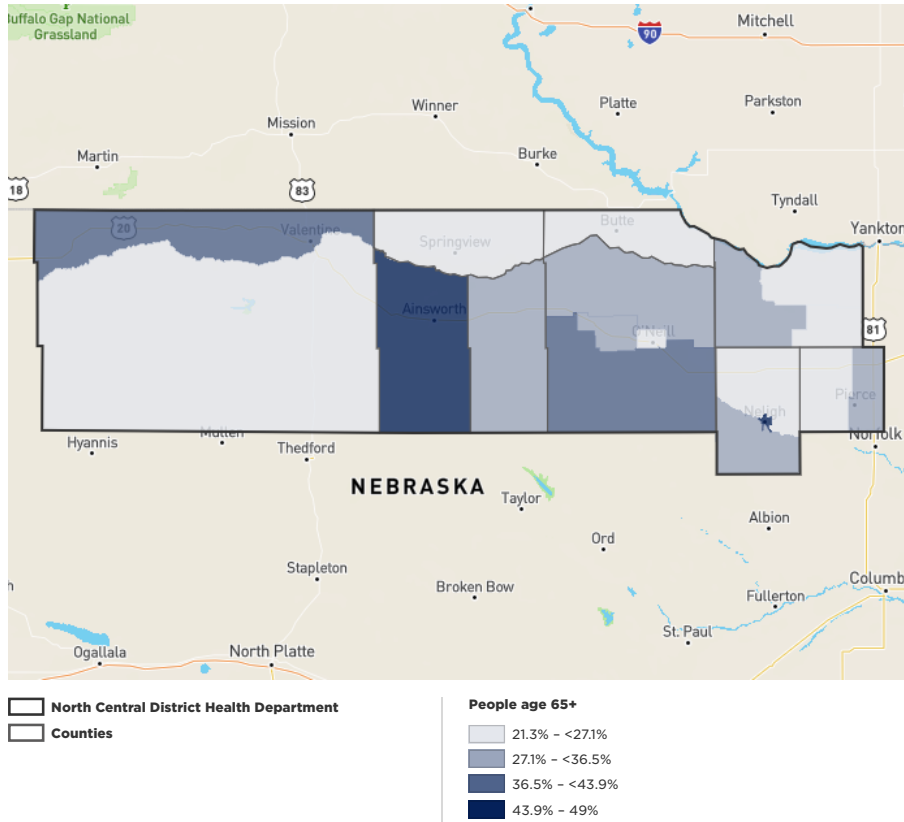 Buffalo Gap National
Grassland
90
Mitchell
Winner
Platte
Parkston
Mission
Martin
Burke
18
83
Tyndall
20
Valentine
Springview
Butte
Yankton
Ainsworth
O'Neill
81
Neligh
Pierce
Hyannis
Mullen
Thedford
Norfolk
NEBRASKA
Taylor
Albion
Ord
Stapleton
Broken Bow
Columb
h
Fullerton
St. Paul
Ogallala
North Platte
North Central District Health Department
Counties
People age 65+
21.3% – <27.1%
27.1% – <36.5%
36.5% – <43.9%
43.9% – 49%